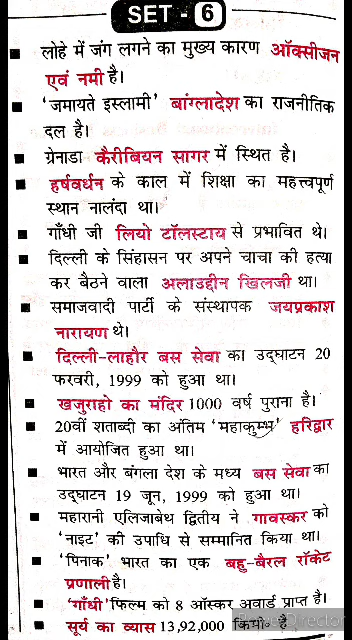 SET - 6
■ लोहे में जंग लगने का मुख्य कारण ऑक्सीजन
एवं नमी है।
■ 'जमायते इस्लामी' बांग्लादेश का राजनीतिक
दल है।
■ ग्रेनाडा कैरीबियन सागर में स्थित है।
■ हर्षवर्धन के काल में शिक्षा का महत्त्वपूर्ण
स्थान नालंदा था।
■ गाँधी जी लियो टॉलस्टाय से प्रभावित थे।
■ दिल्ली के सिंहासन पर अपने चाचा की हत्या
कर बैठने वाला अलाउद्दीन खिलजी था।
■ समाजवादी पार्टी के संस्थापक जयप्रकाश
नारायण थे।
■ दिल्ली-लाहौर बस सेवा का उद्घाटन 20
फरवरी, 1999 को हुआ था।
■ खजुराहो का मंदिर 1000 वर्ष पुराना है।
■ 20वीं शताब्दी का अंतिम 'महाकुम्भ' हरिद्वार
में आयोजित हुआ था।
■ भारत और बंगला देश के मध्य बस सेवा का
उद्घाटन 19 जून, 1999 को हुआ था।
■ महारानी एलिजाबेथ द्वितीय ने गावस्कर को
'नाइट' की उपाधि से सम्मानित किया था।
■ 'पिनाक' भारत का एक बहु-बैरल रॉकेट
प्रणाली है।
■ 'गाँधी' फिल्म को 8 ऑस्कर अवार्ड प्राप्त है।
■ सूर्य का व्यास 13,92,000 किमी० है